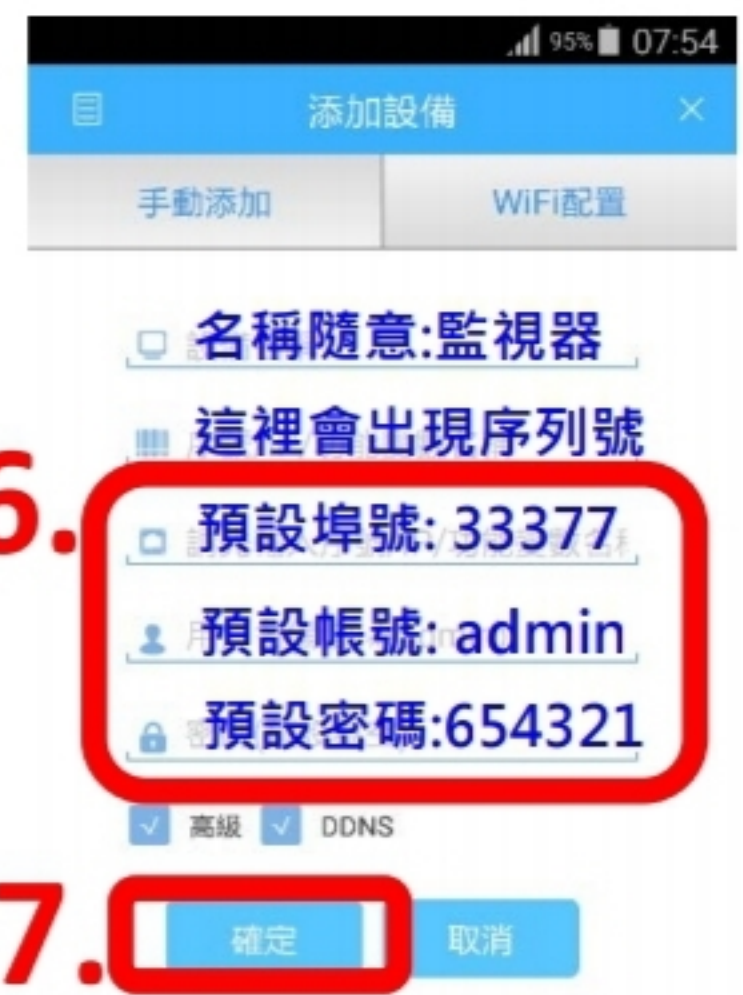 95% 07:54
添加設備
手動添加 WiFi配置
名稱隨意:監視器
這裡會出現序列號
6.
預設埠號: 33377
預設帳號: admin
預設密碼:654321
高級 DDNS
7.
確定 取消